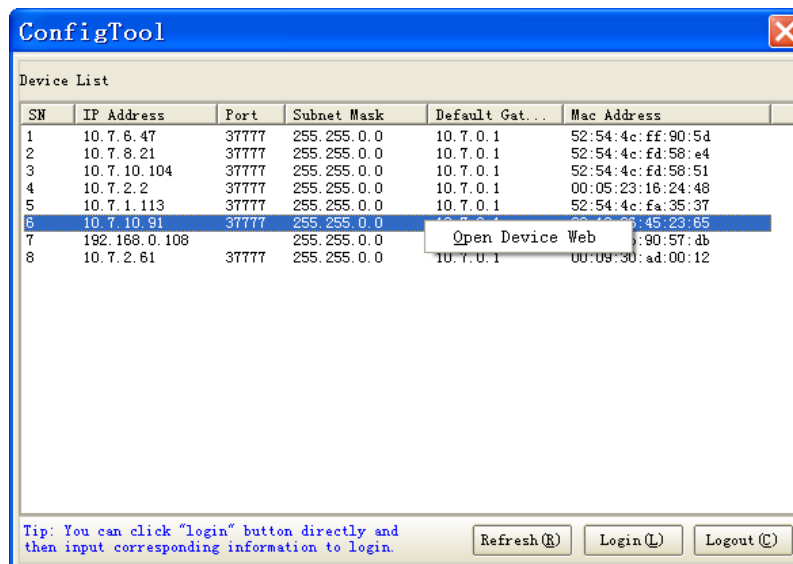 ConfigTool
Device List
SN IP Address Port Subnet Mask Default Gat... Mac Address
1 10.7.6.47 37777 255.255.0.0 10.7.0.1 52:54:4c:ff:90:5d
2 10.7.8.21 37777 255.255.0.0 10.7.0.1 52:54:4c:fd:58:e4
3 10.7.10.104 37777 255.255.0.0 10.7.0.1 52:54:4c:fd:58:51
4 10.7.2.2 37777 255.255.0.0 10.7.0.1 00:05:23:16:24:48
5 10.7.1.113 37777 255.255.0.0 10.7.0.1 52:54:4c:fa:35:37
6 10.7.10.91 37777 255.255.0.0 :45:23:65
Open Device Web
7 192.168.0.108 255.255.0.0 :90:57:db
8 10.7.2.61 37777 255.255.0.0 10.7.0.1 00:09:30:ad:00:12
Tip: You can click "login" button directly and
then input corresponding information to login.
Refresh(R) Login(L) Logout(C)